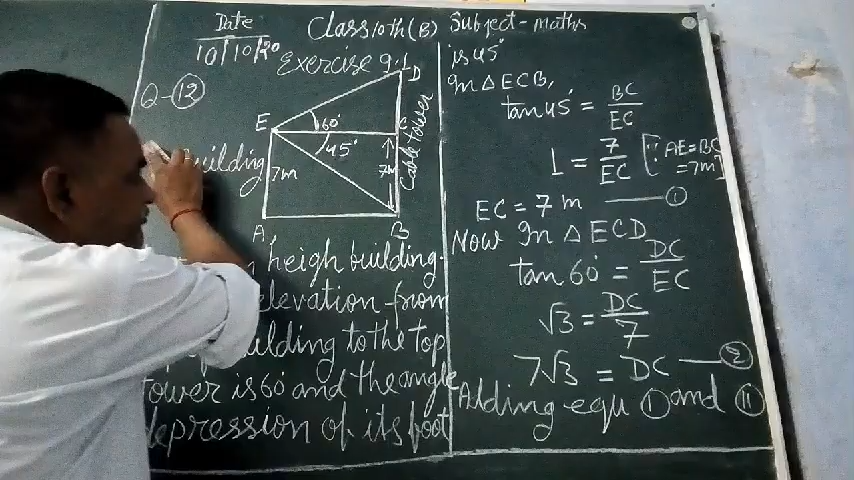 Date
10/10/20
Class 10th (B) Subject - maths
Exercise 9.1
Q-12
D
E
60°
C
45°
Building
7m
7m
Cable Tower
A
B
heigh building.
elevation from
building to the top
tower is 60° and the angle
depression of its foot
is 45°
In △ ECB,
tan 45° = BC/EC
1 = 7/EC [∵ AE = BC = 7m]
EC = 7 m —— ①
Now In △ ECD
tan 60° = DC/EC
√3 = DC/7
7√3 = DC — ②
Adding equ ① and ⑪